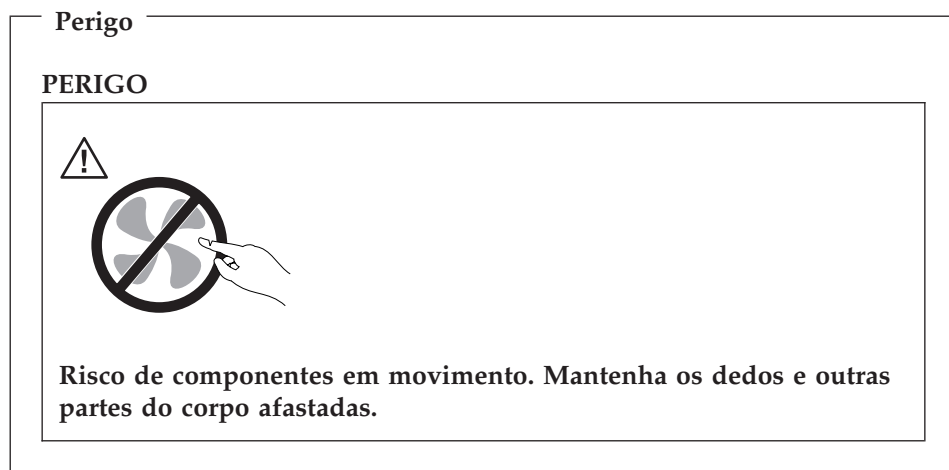 Perigo
PERIGO
Risco de componentes em movimento. Mantenha os dedos e outras
partes do corpo afastadas.